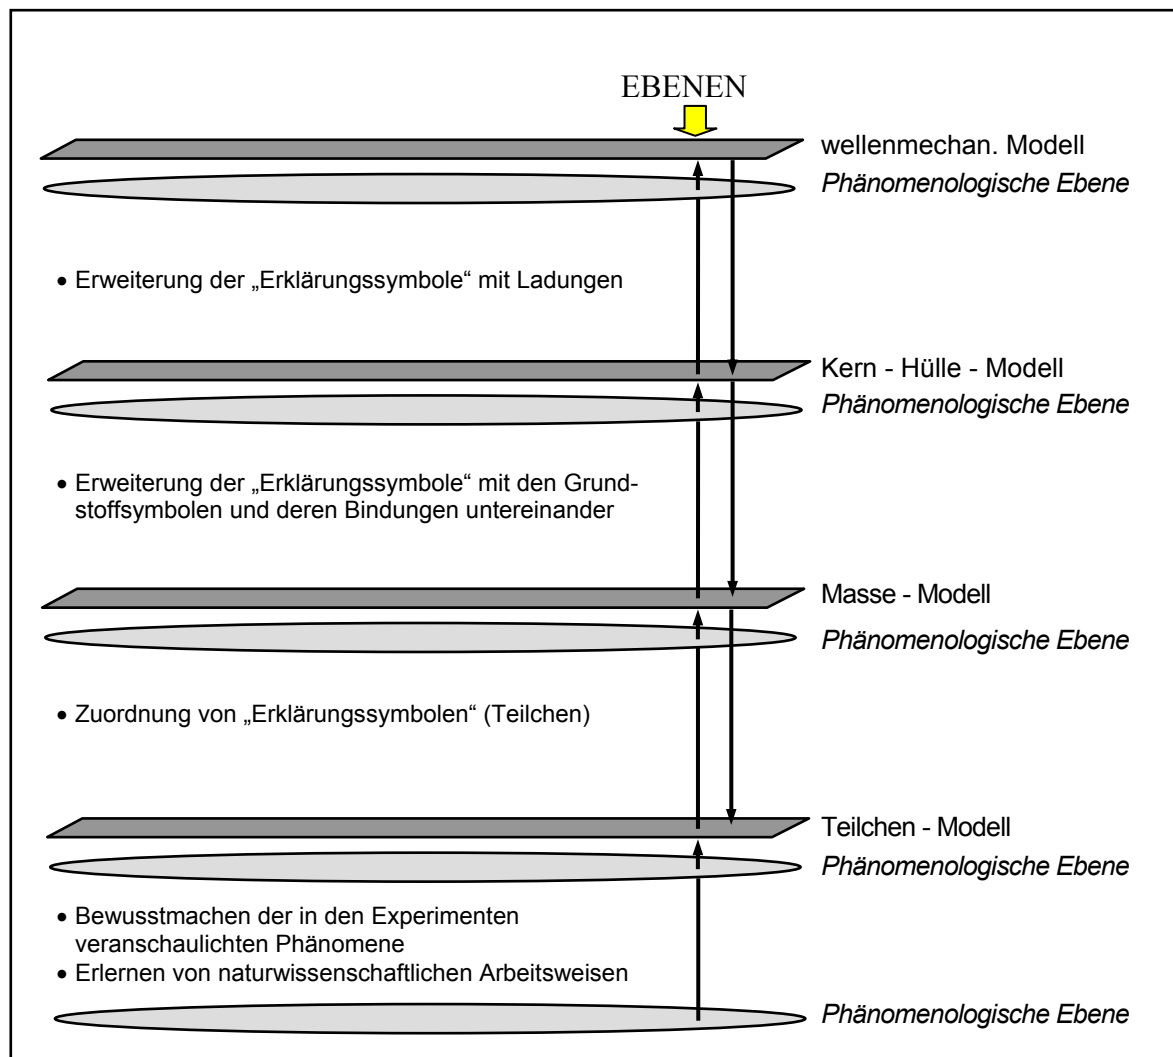 EBENEN
wellenmechan. Modell
Phänomenologische Ebene
• Erweiterung der „Erklärungssymbole“ mit Ladungen
Kern - Hülle - Modell
Phänomenologische Ebene
• Erweiterung der „Erklärungssymbole“ mit den Grund-
stoffsymbolen und deren Bindungen untereinander
Masse - Modell
Phänomenologische Ebene
• Zuordnung von „Erklärungssymbolen“ (Teilchen)
Teilchen - Modell
Phänomenologische Ebene
• Bewusstmachen der in den Experimenten
veranschaulichten Phänomene
• Erlernen von naturwissenschaftlichen Arbeitsweisen
Phänomenologische Ebene